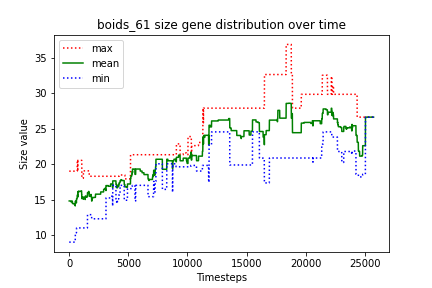 boids_61 size gene distribution over time
max
mean
min
Size value
35
30
25
20
15
10
0 5000 10000 15000 20000 25000
Timesteps